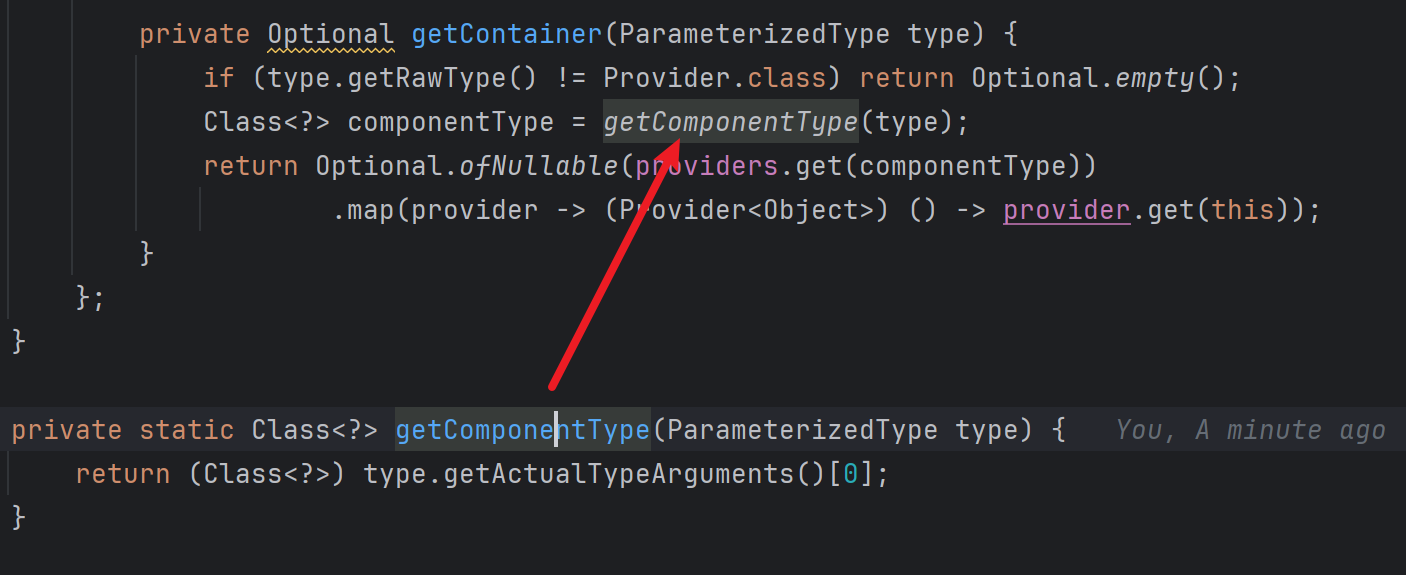 private Optional getContainer(ParameterizedType type) {
if (type.getRawType() != Provider.class) return Optional.empty();
Class<?> componentType = getComponentType(type);
return Optional.ofNullable(providers.get(componentType))
.map(provider -> (Provider<Object>) () -> provider.get(this));
}
};
}
private static Class<?> getComponentType(ParameterizedType type) { You, A minute ago
return (Class<?>) type.getActualTypeArguments()[0];
}